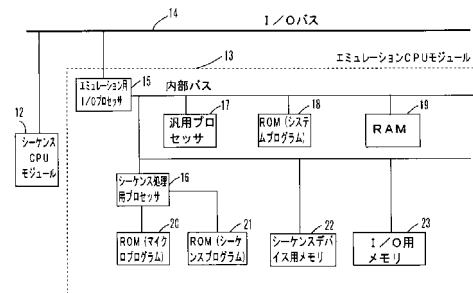 14
I/Oバス
13
エミュレーションCPUモジュール
エミュレーション用
I/Oプロセッサ
15
内部バス
12
シーケンス
CPU
モジュール
17
汎用プロ
セッサ
18
ROM(システ
ムプログラム)
19
RAM
シーケンス処理
用プロセッサ
16
20
ROM(マイク
ロプログラム)
21
ROM(シーケ
ンスプログラム)
22
シーケンスデバ
イス用メモリ
23
I/O用
メモリ